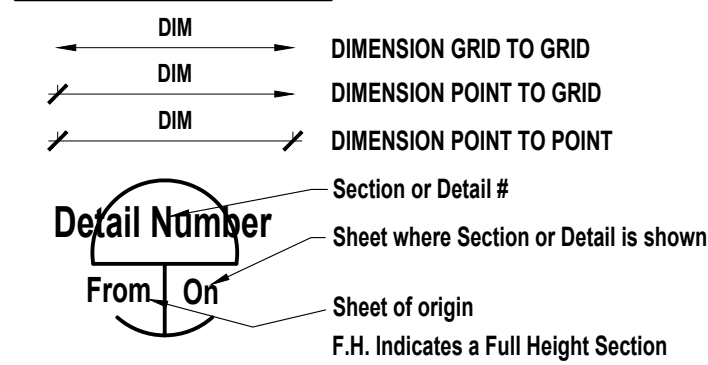 DIM
DIMENSION GRID TO GRID
DIM
DIMENSION POINT TO GRID
DIM
DIMENSION POINT TO POINT
Section or Detail #
Detail Number
Sheet where Section or Detail is shown
From On
Sheet of origin
F.H. Indicates a Full Height Section